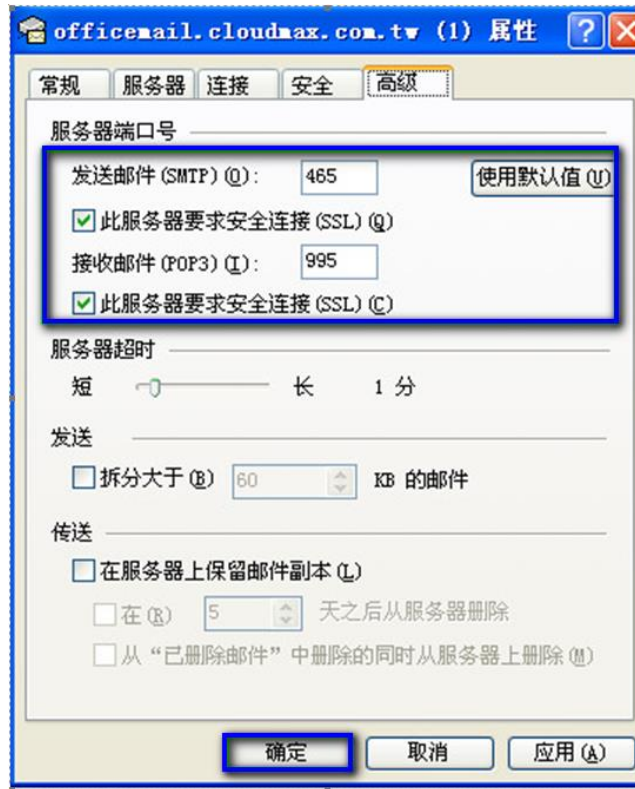 officemail.cloudmax.com.tw (1) 属性
常规 服务器 连接 安全 高级
服务器端口号
发送邮件(SMTP)(O): 465 使用默认值(U)
此服务器要求安全连接(SSL)(Q)
接收邮件(POP3)(I): 995
此服务器要求安全连接(SSL)(C)
服务器超时
短 长 1 分
发送
拆分大于(B) 60 KB 的邮件
传送
在服务器上保留邮件副本(L)
在(R) 5 天之后从服务器删除
从“已删除邮件”中删除的同时从服务器上删除(M)
确定 取消 应用(A)